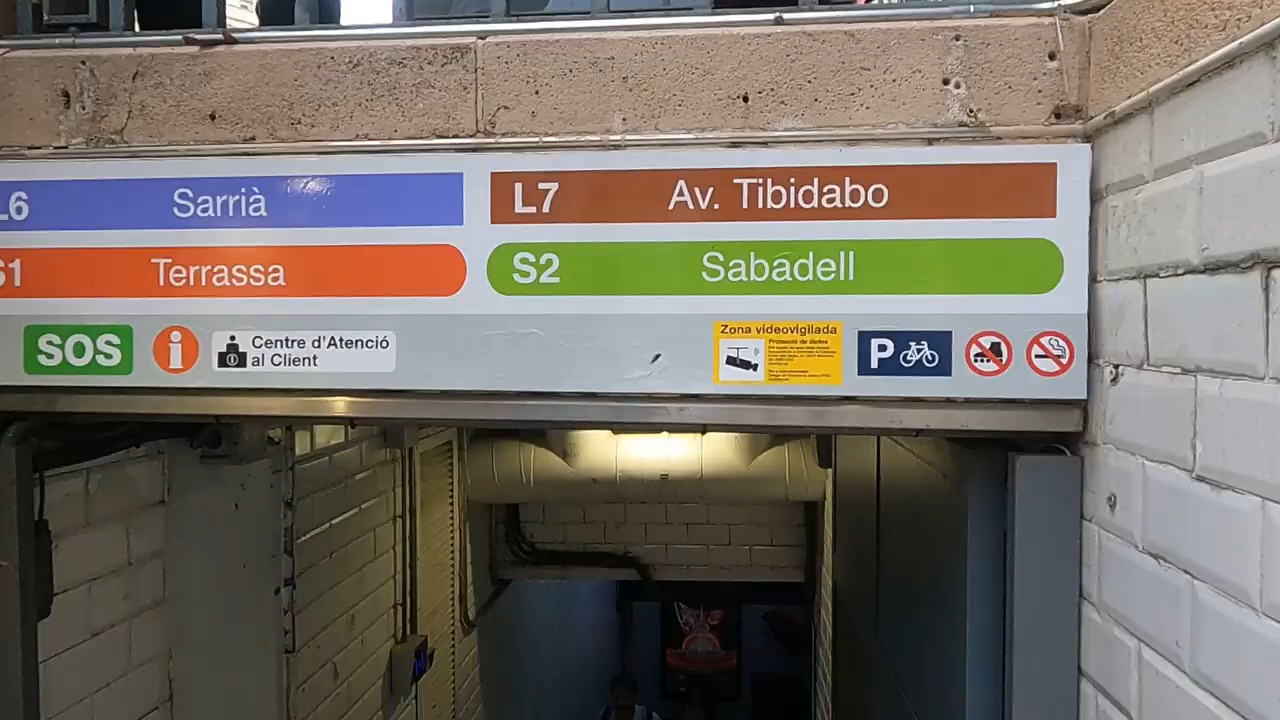 L6 Sarrià
L7 Av. Tibidabo
S1 Terrassa
S2 Sabadell
SOS
i
Centre d'Atenció
al Client
Zona videovigilada
Protecció de dades
P